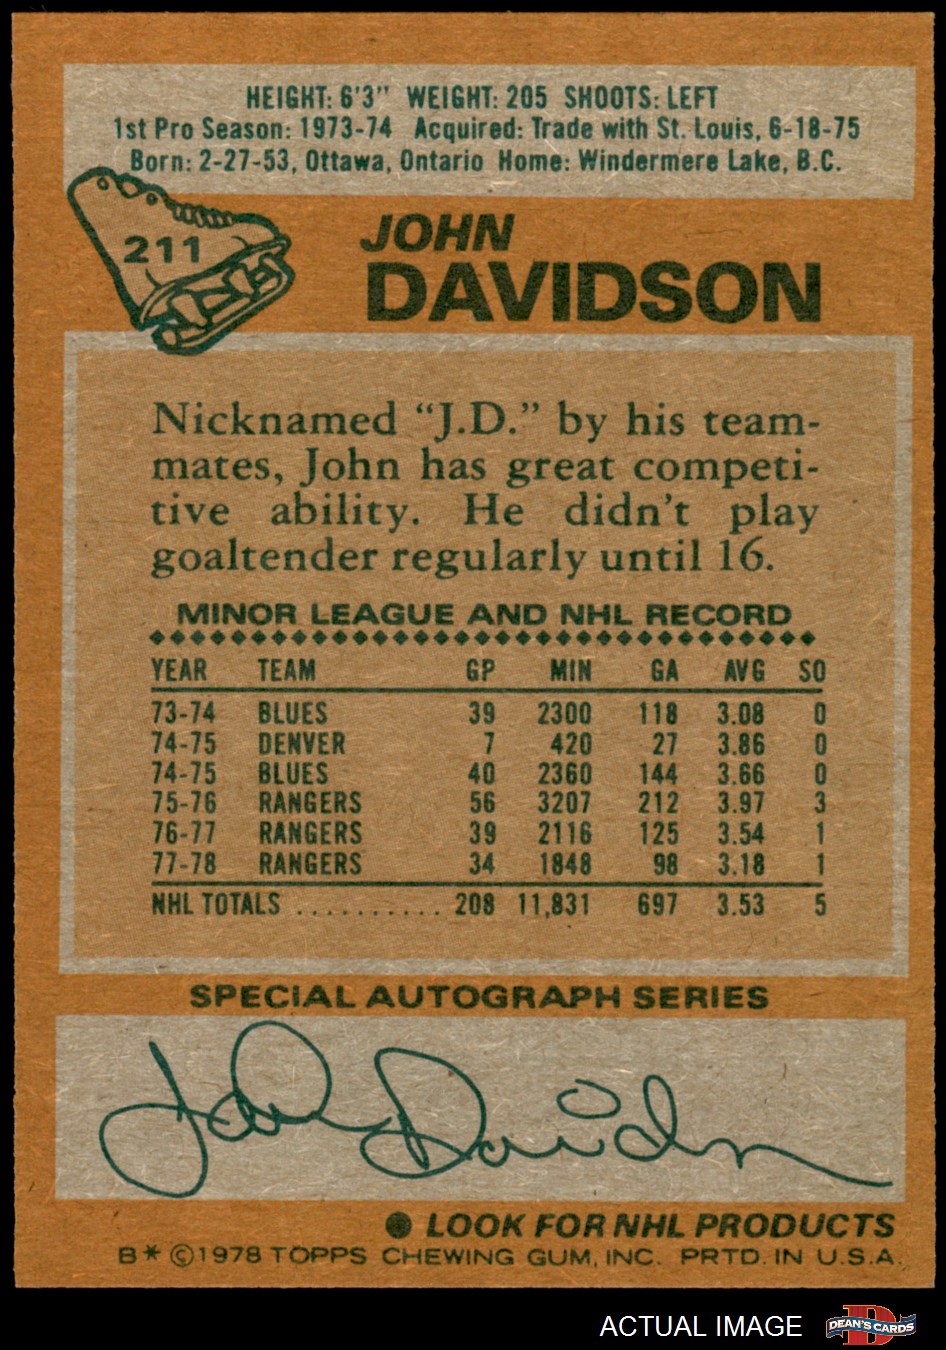 HEIGHT: 6'3" WEIGHT: 205 SHOOTS: LEFT
1st Pro Season: 1973-74 Acquired: Trade with St. Louis, 6-18-75
Born: 2-27-53, Ottawa, Ontario Home: Windermere Lake, B.C.
211
JOHN
DAVIDSON
Nicknamed “J.D.” by his team-
mates, John has great competi-
tive ability. He didn't play
goaltender regularly until 16.
MINOR LEAGUE AND NHL RECORD
YEAR TEAM GP MIN GA AVG SO
73-74 BLUES 39 2300 118 3.08 0
74-75 DENVER 7 420 27 3.86 0
74-75 BLUES 40 2360 144 3.66 0
75-76 RANGERS 56 3207 212 3.97 3
76-77 RANGERS 39 2116 125 3.54 1
77-78 RANGERS 34 1848 98 3.18 1
NHL TOTALS .......... 208 11,831 697 3.53 5
SPECIAL AUTOGRAPH SERIES
John Davidson
● LOOK FOR NHL PRODUCTS
B* ©1978 TOPPS CHEWING GUM, INC. PRTD. IN U.S.A.
ACTUAL IMAGE
DEAN'S CARDS